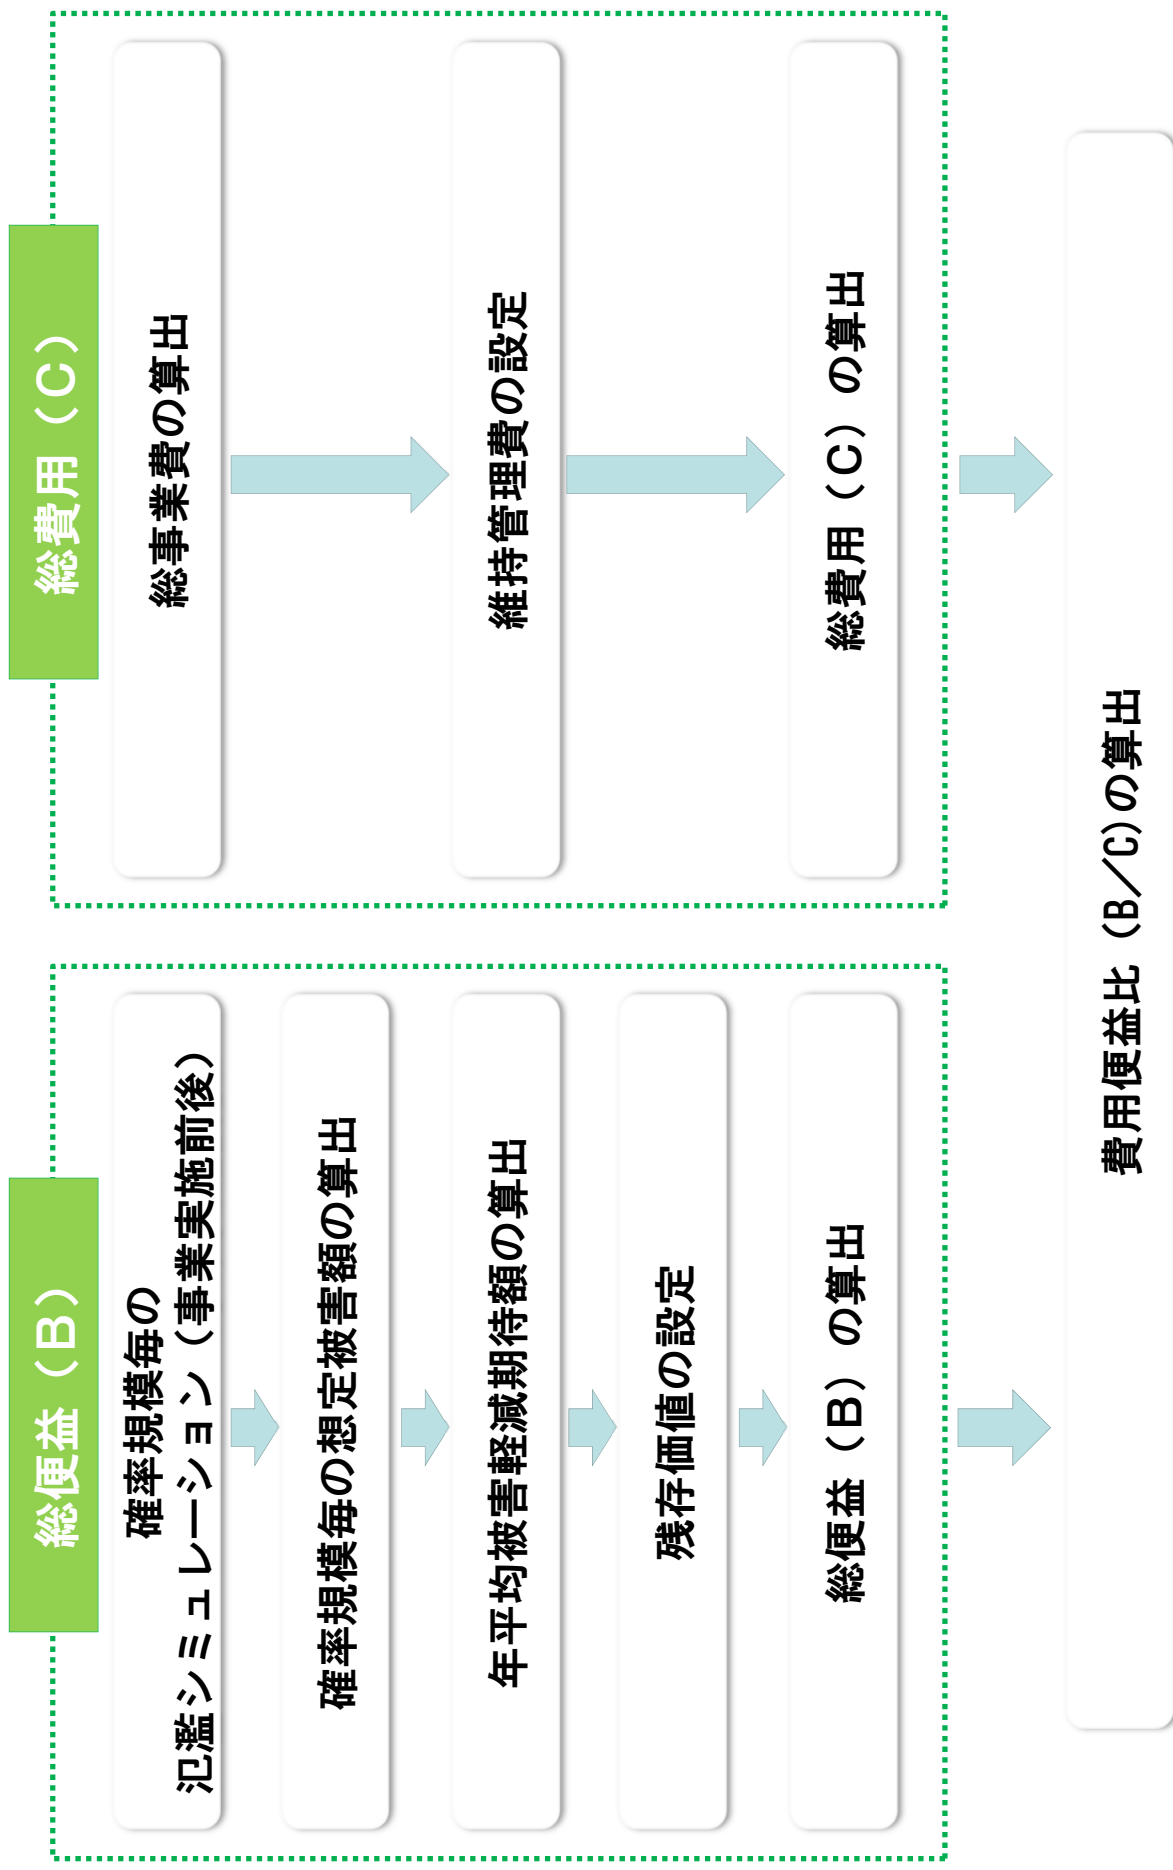 総便益（B）
確率規模毎の
氾濫シミュレーション（事業実施前後）
確率規模毎の想定被害額の算出
年平均被害軽減期待額の算出
残存価値の設定
総便益（B）の算出
総費用（C）
総事業費の算出
維持管理費の設定
総費用（C）の算出
費用便益比（B／C）の算出